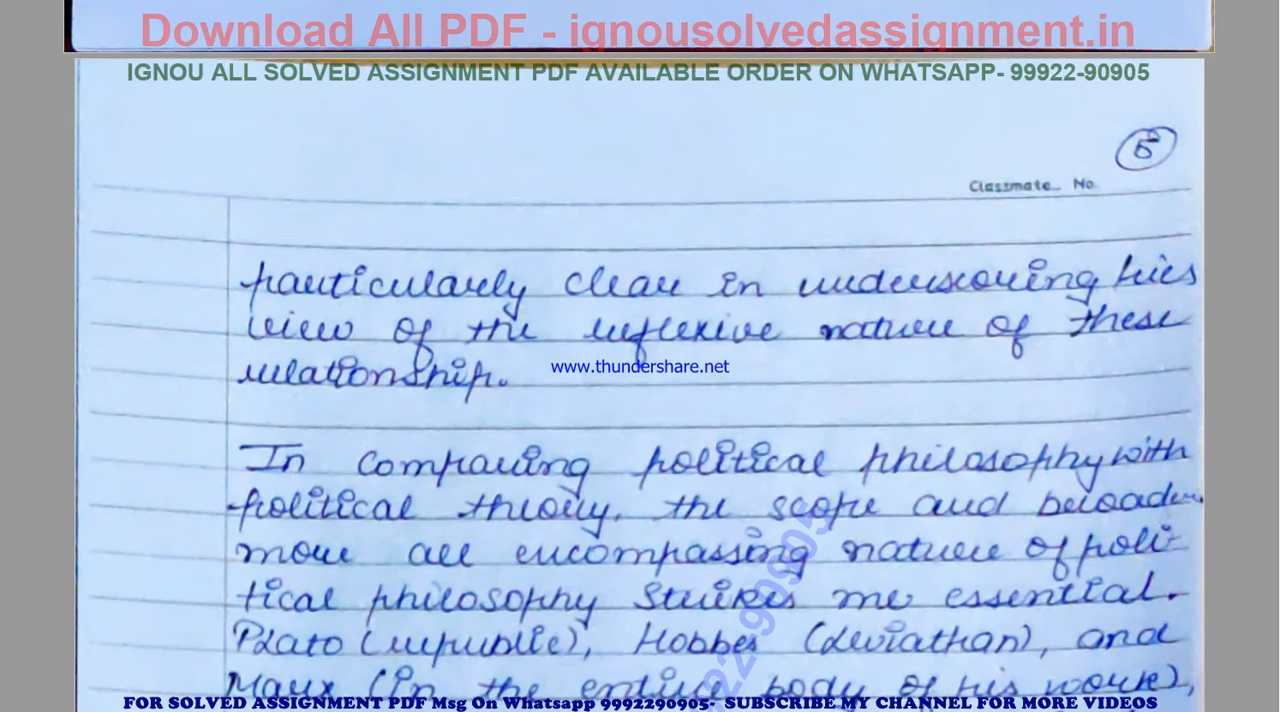 Download All PDF - ignousolvedassignment.in
IGNOU ALL SOLVED ASSIGNMENT PDF AVAILABLE ORDER ON WHATSAPP- 99922-90905
5
Classmate No.
particularly clear in underscoring his
view of the reflexive nature of these
relationship.
www.thundershare.net
In comparing political philosophy with
political theory. the scope and broader
more all encompassing nature of poli-
tical philosophy strikes me essential.
Plato (republic), Hobbes (Leviathan), and
Marx (in the entire body of his work),
22-90905
FOR SOLVED ASSIGNMENT PDF Msg On Whatsapp 9992290905- SUBSCRIBE MY CHANNEL FOR MORE VIDEOS